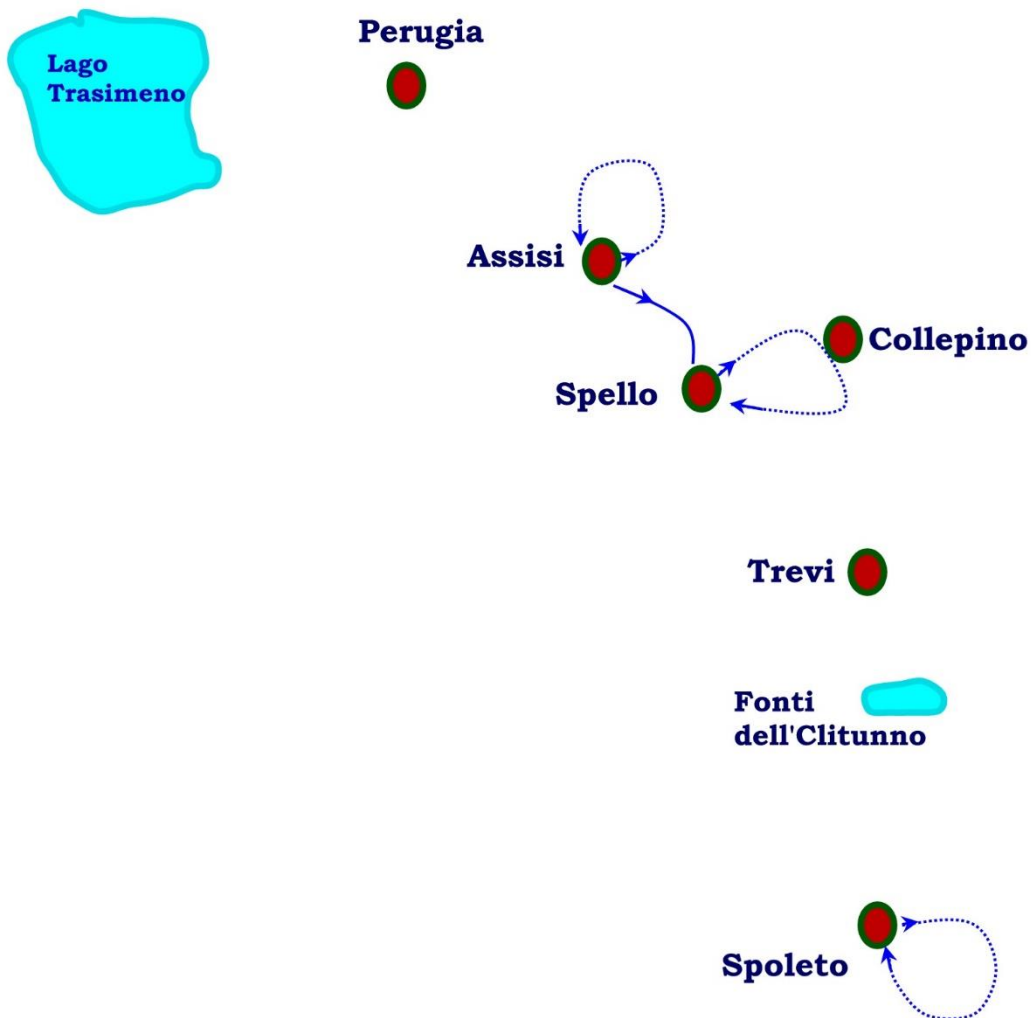 Perugia
Lago
Trasimeno
Assisi
Collepino
Spello
Trevi
Fonti
dell'Clitunno
Spoleto